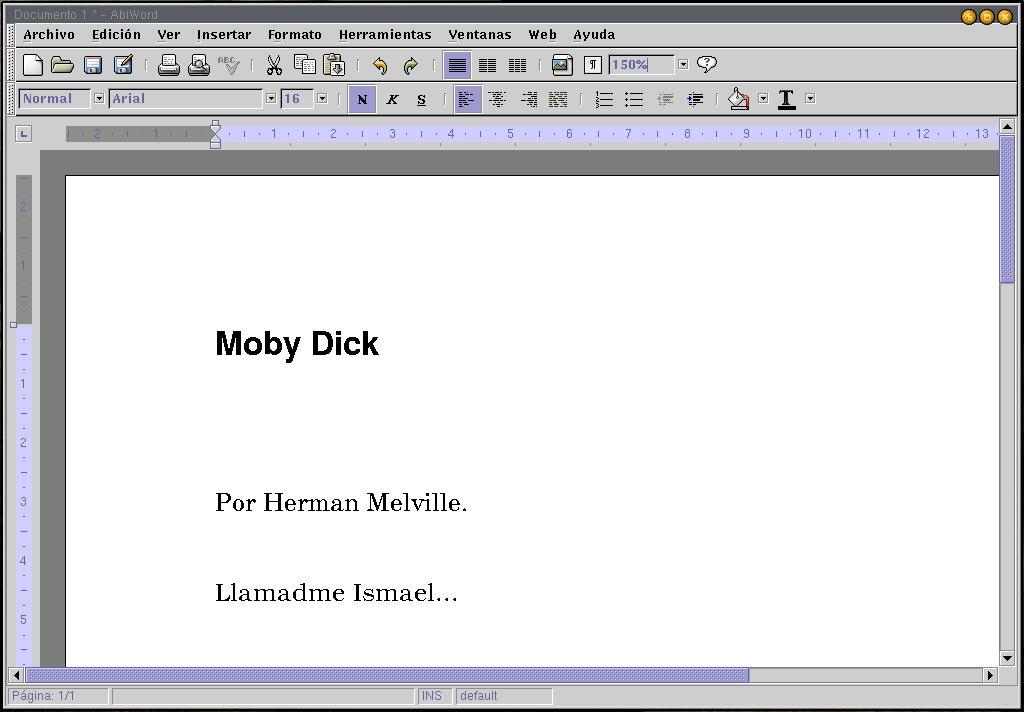 Documento 1 * - AbiWord
Archivo Edición Ver Insertar Formato Herramientas Ventanas Web Ayuda
ABC ¶ 150% ?
Normal Arial 16 N K S T
2 1 1 2 3 4 5 6 7 8 9 10 11 12 13
2
1
Moby Dick
1
2
Por Herman Melville.
3
4
Llamadme Ismael...
5
Página: 1/1 INS default